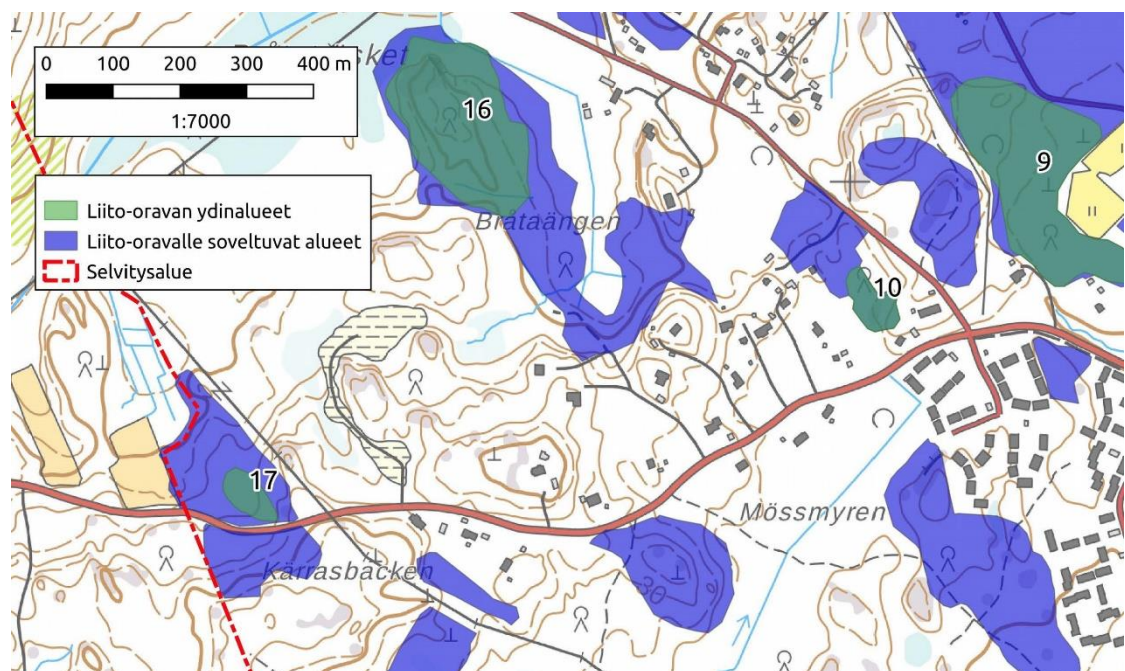 0 100 200 300 400 m
1:7000
Liito-oravan ydinalueet
Liito-oravalle soveltuvat alueet
Selvitysalue
16
9
Brataängen
10
17
Mössmyren
Kärrasbäcken
30